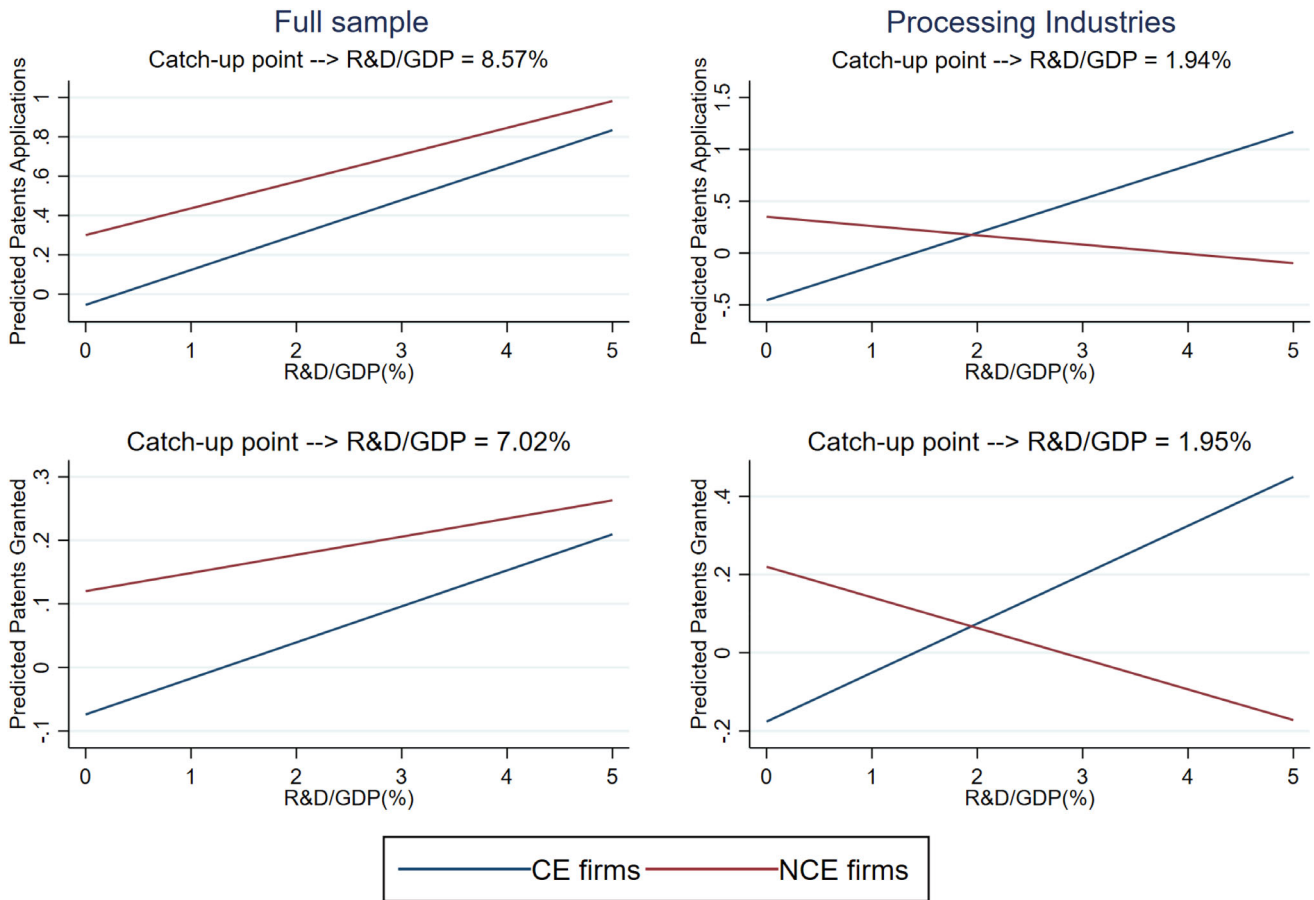 Full sample
Catch-up point --> R&D/GDP = 8.57%
Predicted Patents Applications
1
.8
.6
.4
.2
0
0 1 2 3 4 5
R&D/GDP(%)
Processing Industries
Catch-up point --> R&D/GDP = 1.94%
Predicted Patents Applications
1.5
1
.5
0
-.5
0 1 2 3 4 5
R&D/GDP(%)
Catch-up point --> R&D/GDP = 7.02%
Predicted Patents Granted
.3
.2
.1
0
-.1
0 1 2 3 4 5
R&D/GDP(%)
Catch-up point --> R&D/GDP = 1.95%
Predicted Patents Granted
.4
.2
0
-.2
0 1 2 3 4 5
R&D/GDP(%)
CE firms NCE firms